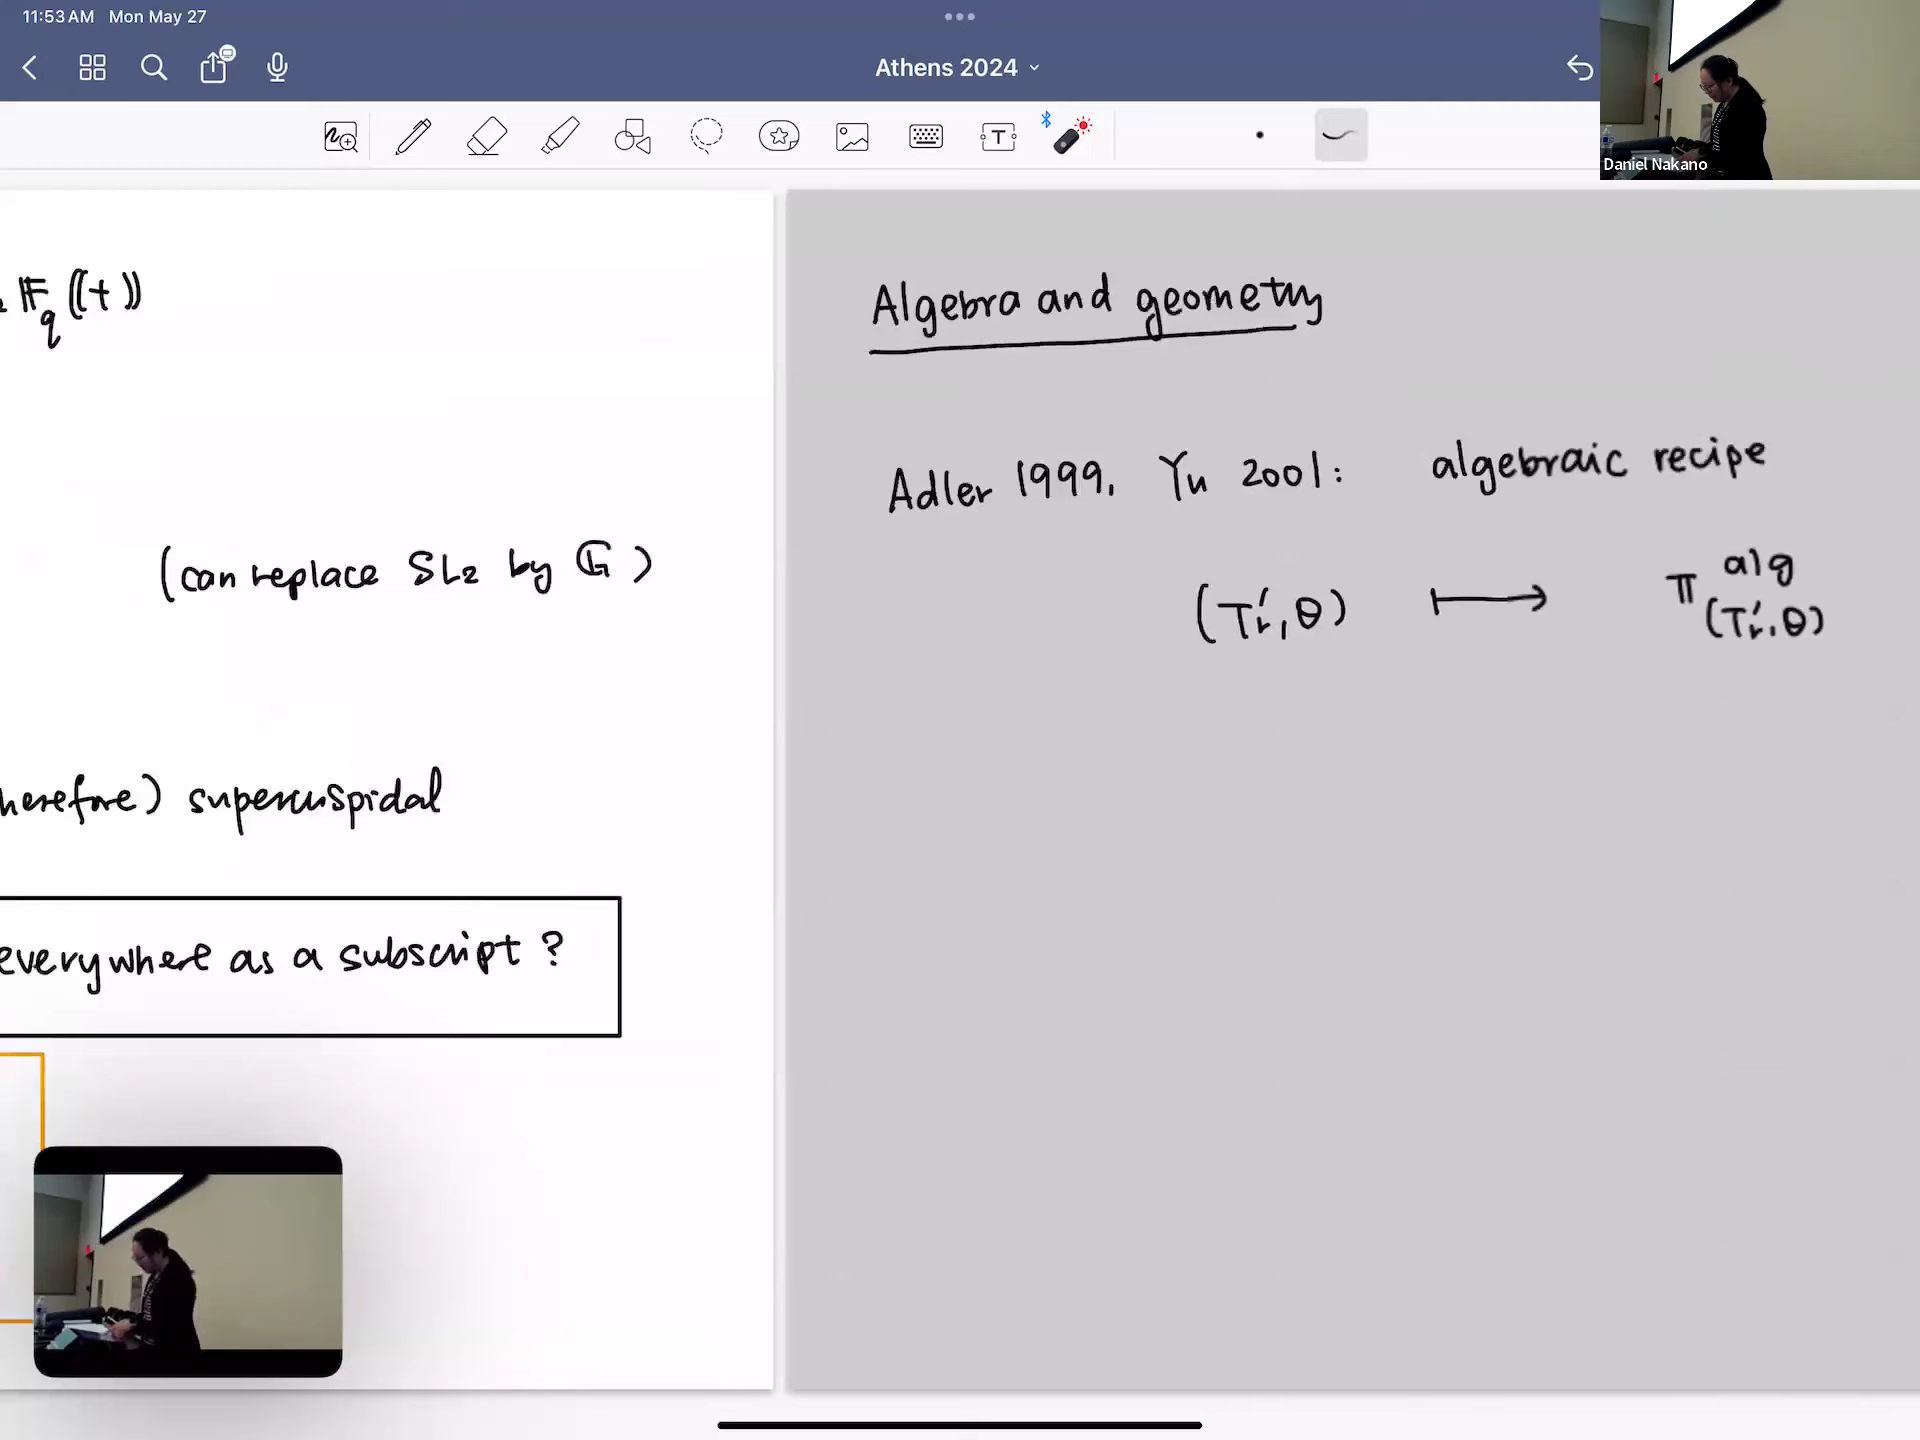 11:53 AM Mon May 27
Athens 2024
Daniel Nakano
𝔽_q((t))
(can replace SL₂ by 𝔾)
herefore) supercuspidal
everywhere as a subscript?
Algebra and geometry
Adler 1999, Yu 2001: algebraic recipe
(T'_r, θ) ⟼ π^alg_(T'_r, θ)